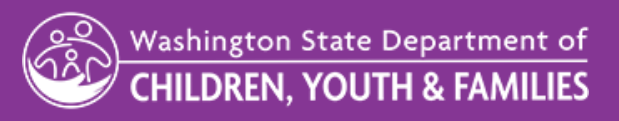 Washington State Department of
CHILDREN, YOUTH & FAMILIES